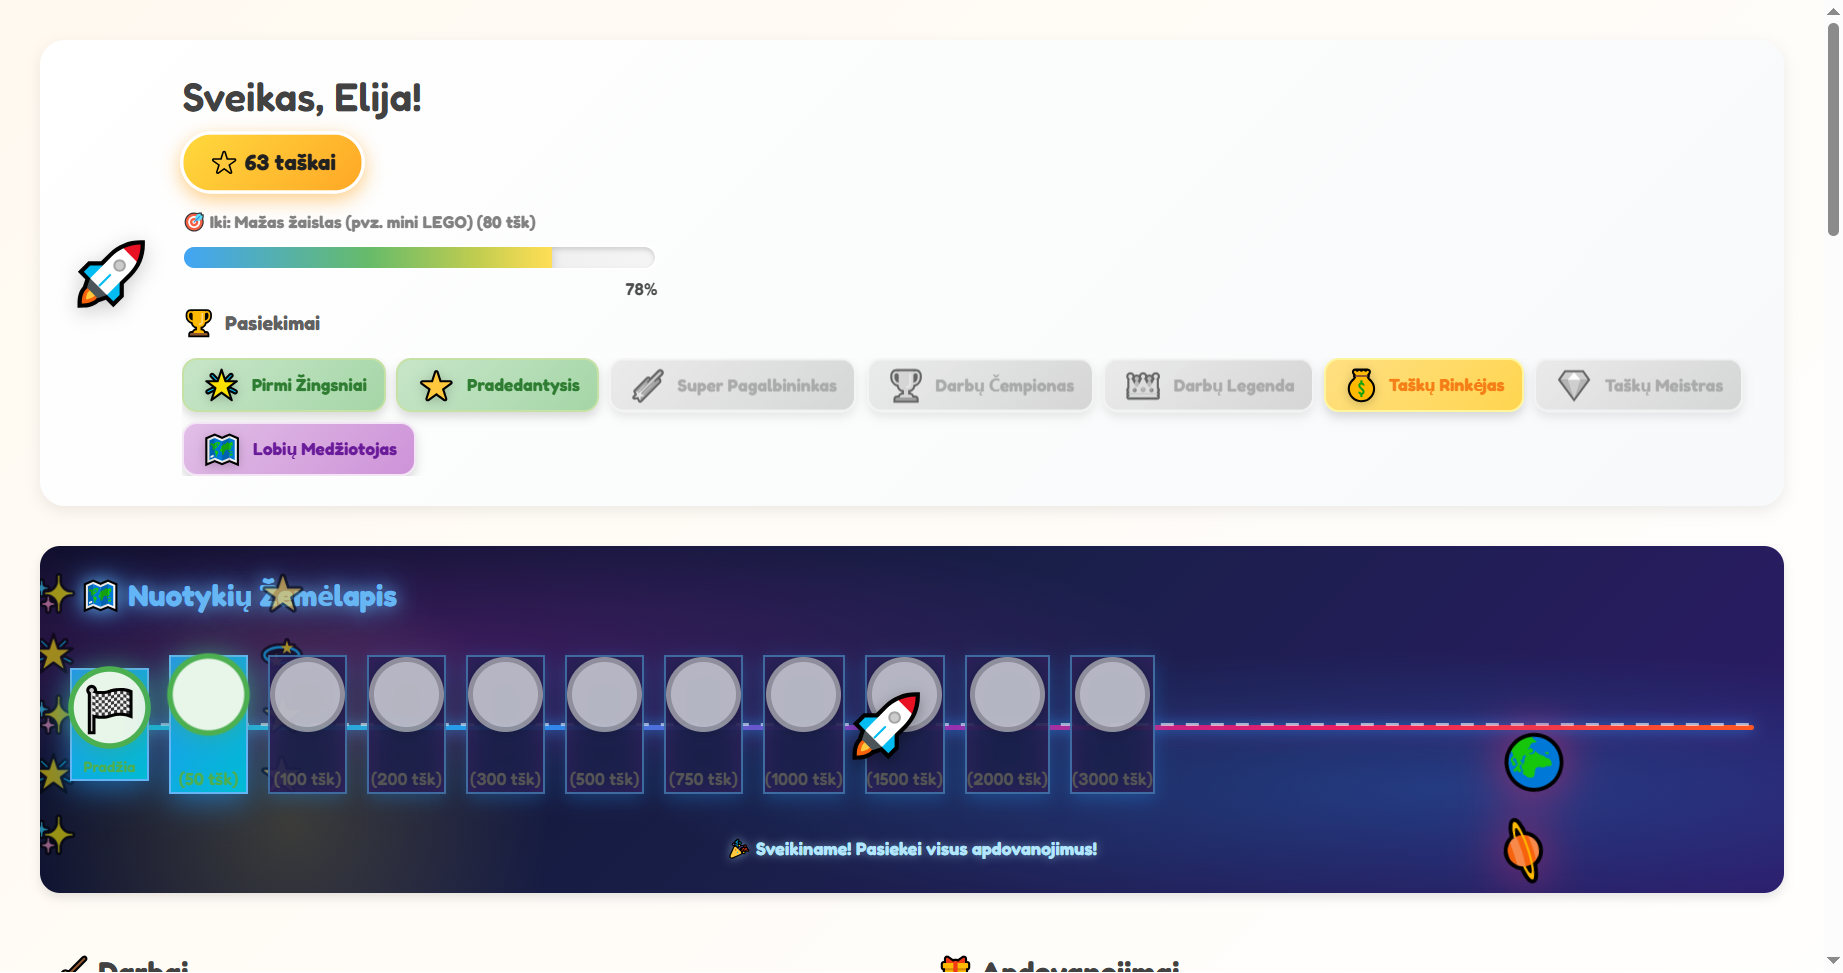 Sveikas, Elija!
63 taškai
Iki: Mažas žaislas (pvz. mini LEGO) (80 tšk)
78%
Pasiekimai
Pirmi Žingsniai
Pradedantysis
Super Pagalbininkas
Darbų Čempionas
Darbų Legenda
Taškų Rinkėjas
Taškų Meistras
Lobių Medžiotojas
Nuotykių Žemėlapis
Pradžia
(50 tšk)
(100 tšk)
(200 tšk)
(300 tšk)
(500 tšk)
(750 tšk)
(1000 tšk)
(1500 tšk)
(2000 tšk)
(3000 tšk)
Sveikiname! Pasiekei visus apdovanojimus!
Darbai
Apdovanojimai